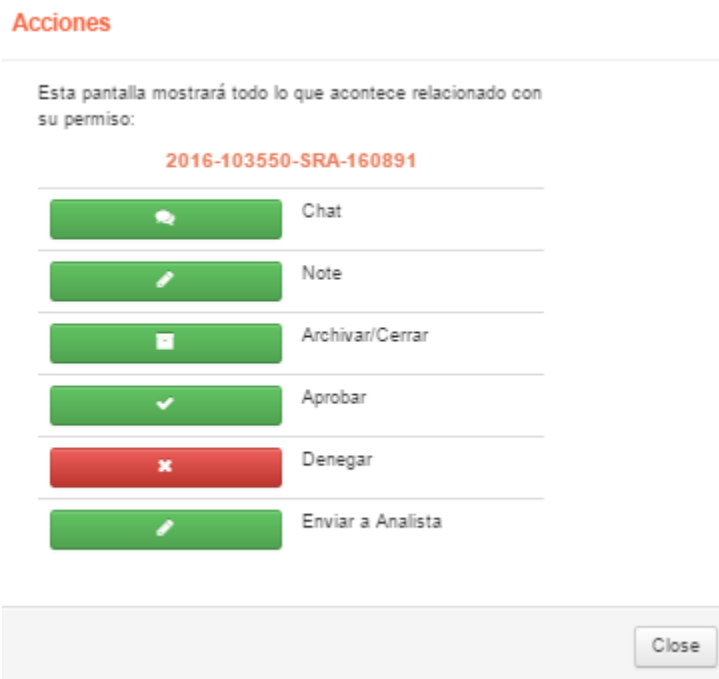 Acciones
Esta pantalla mostrará todo lo que acontece relacionado con
su permiso:
2016-103550-SRA-160891
Chat
Note
Archivar/Cerrar
Aprobar
Denegar
Enviar a Analista
Close